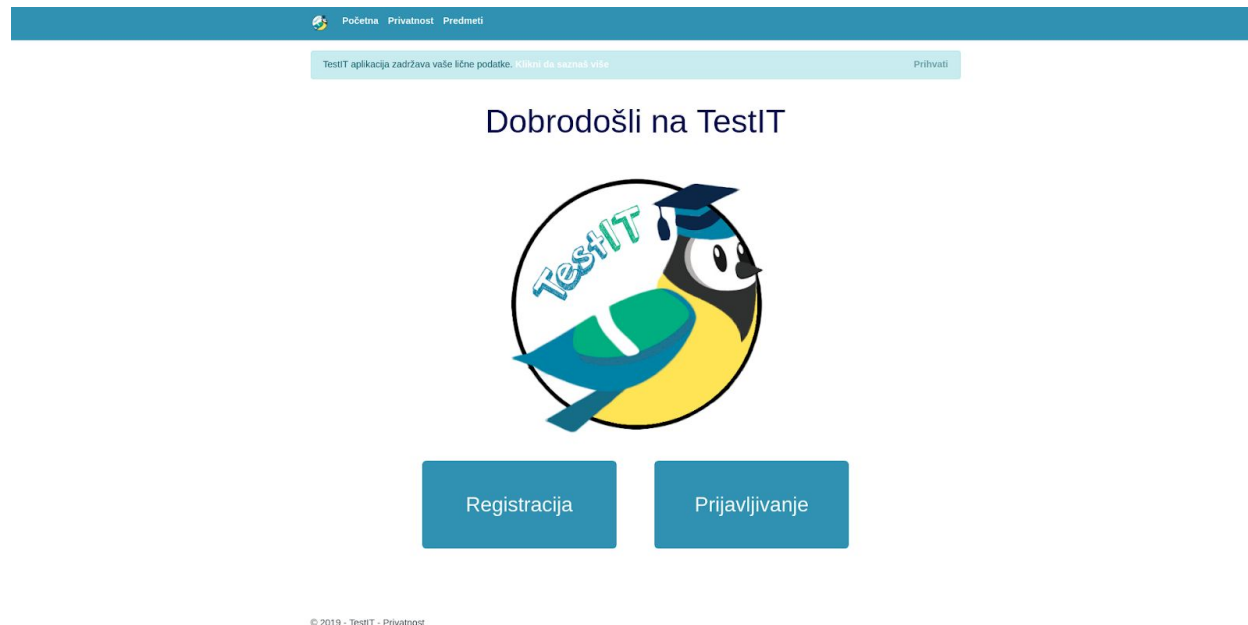 Početna Privatnost Predmeti
TestIT aplikacija zadržava vaše lične podatke. Klikni da saznaš više Prihvati
Dobrodošli na TestIT
TestIT
Registracija Prijavljivanje
© 2019 - TestIT - Privatnost